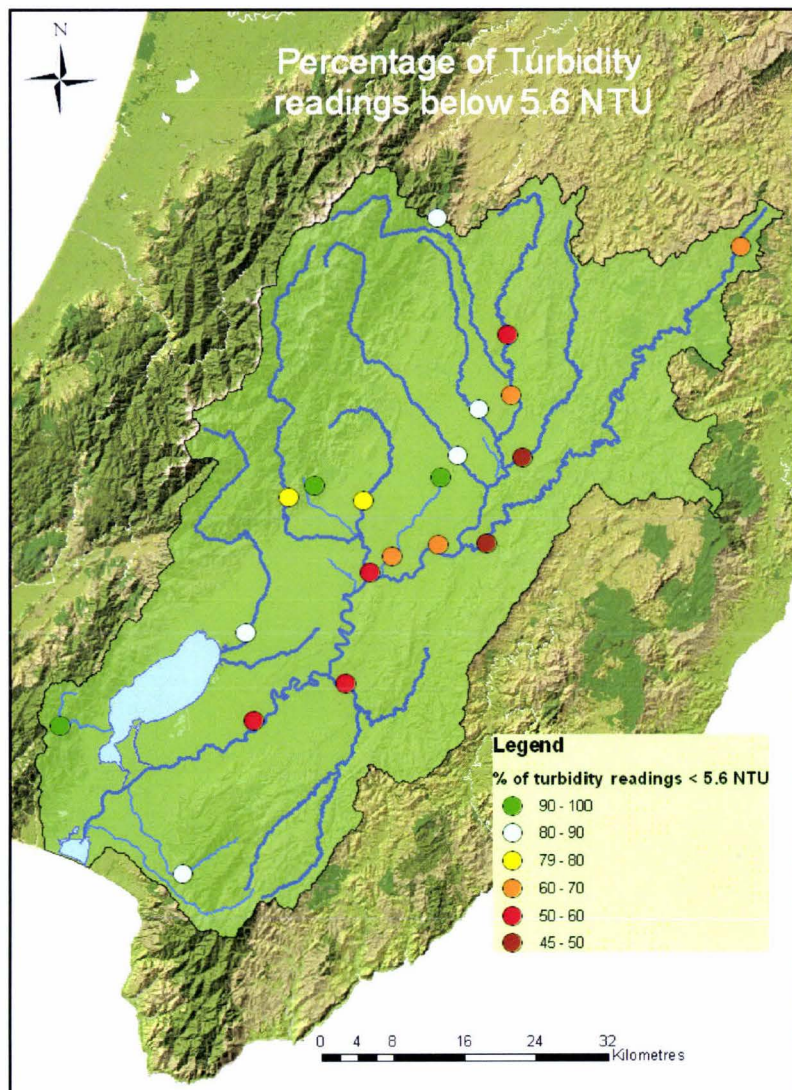 N
Percentage of Turbidity
readings below 5.6 NTU
Legend
% of turbidity readings < 5.6 NTU
90 - 100
80 - 90
79 - 80
60 - 70
50 - 60
45 - 50
0 4 8 16 24 32
Kilometres